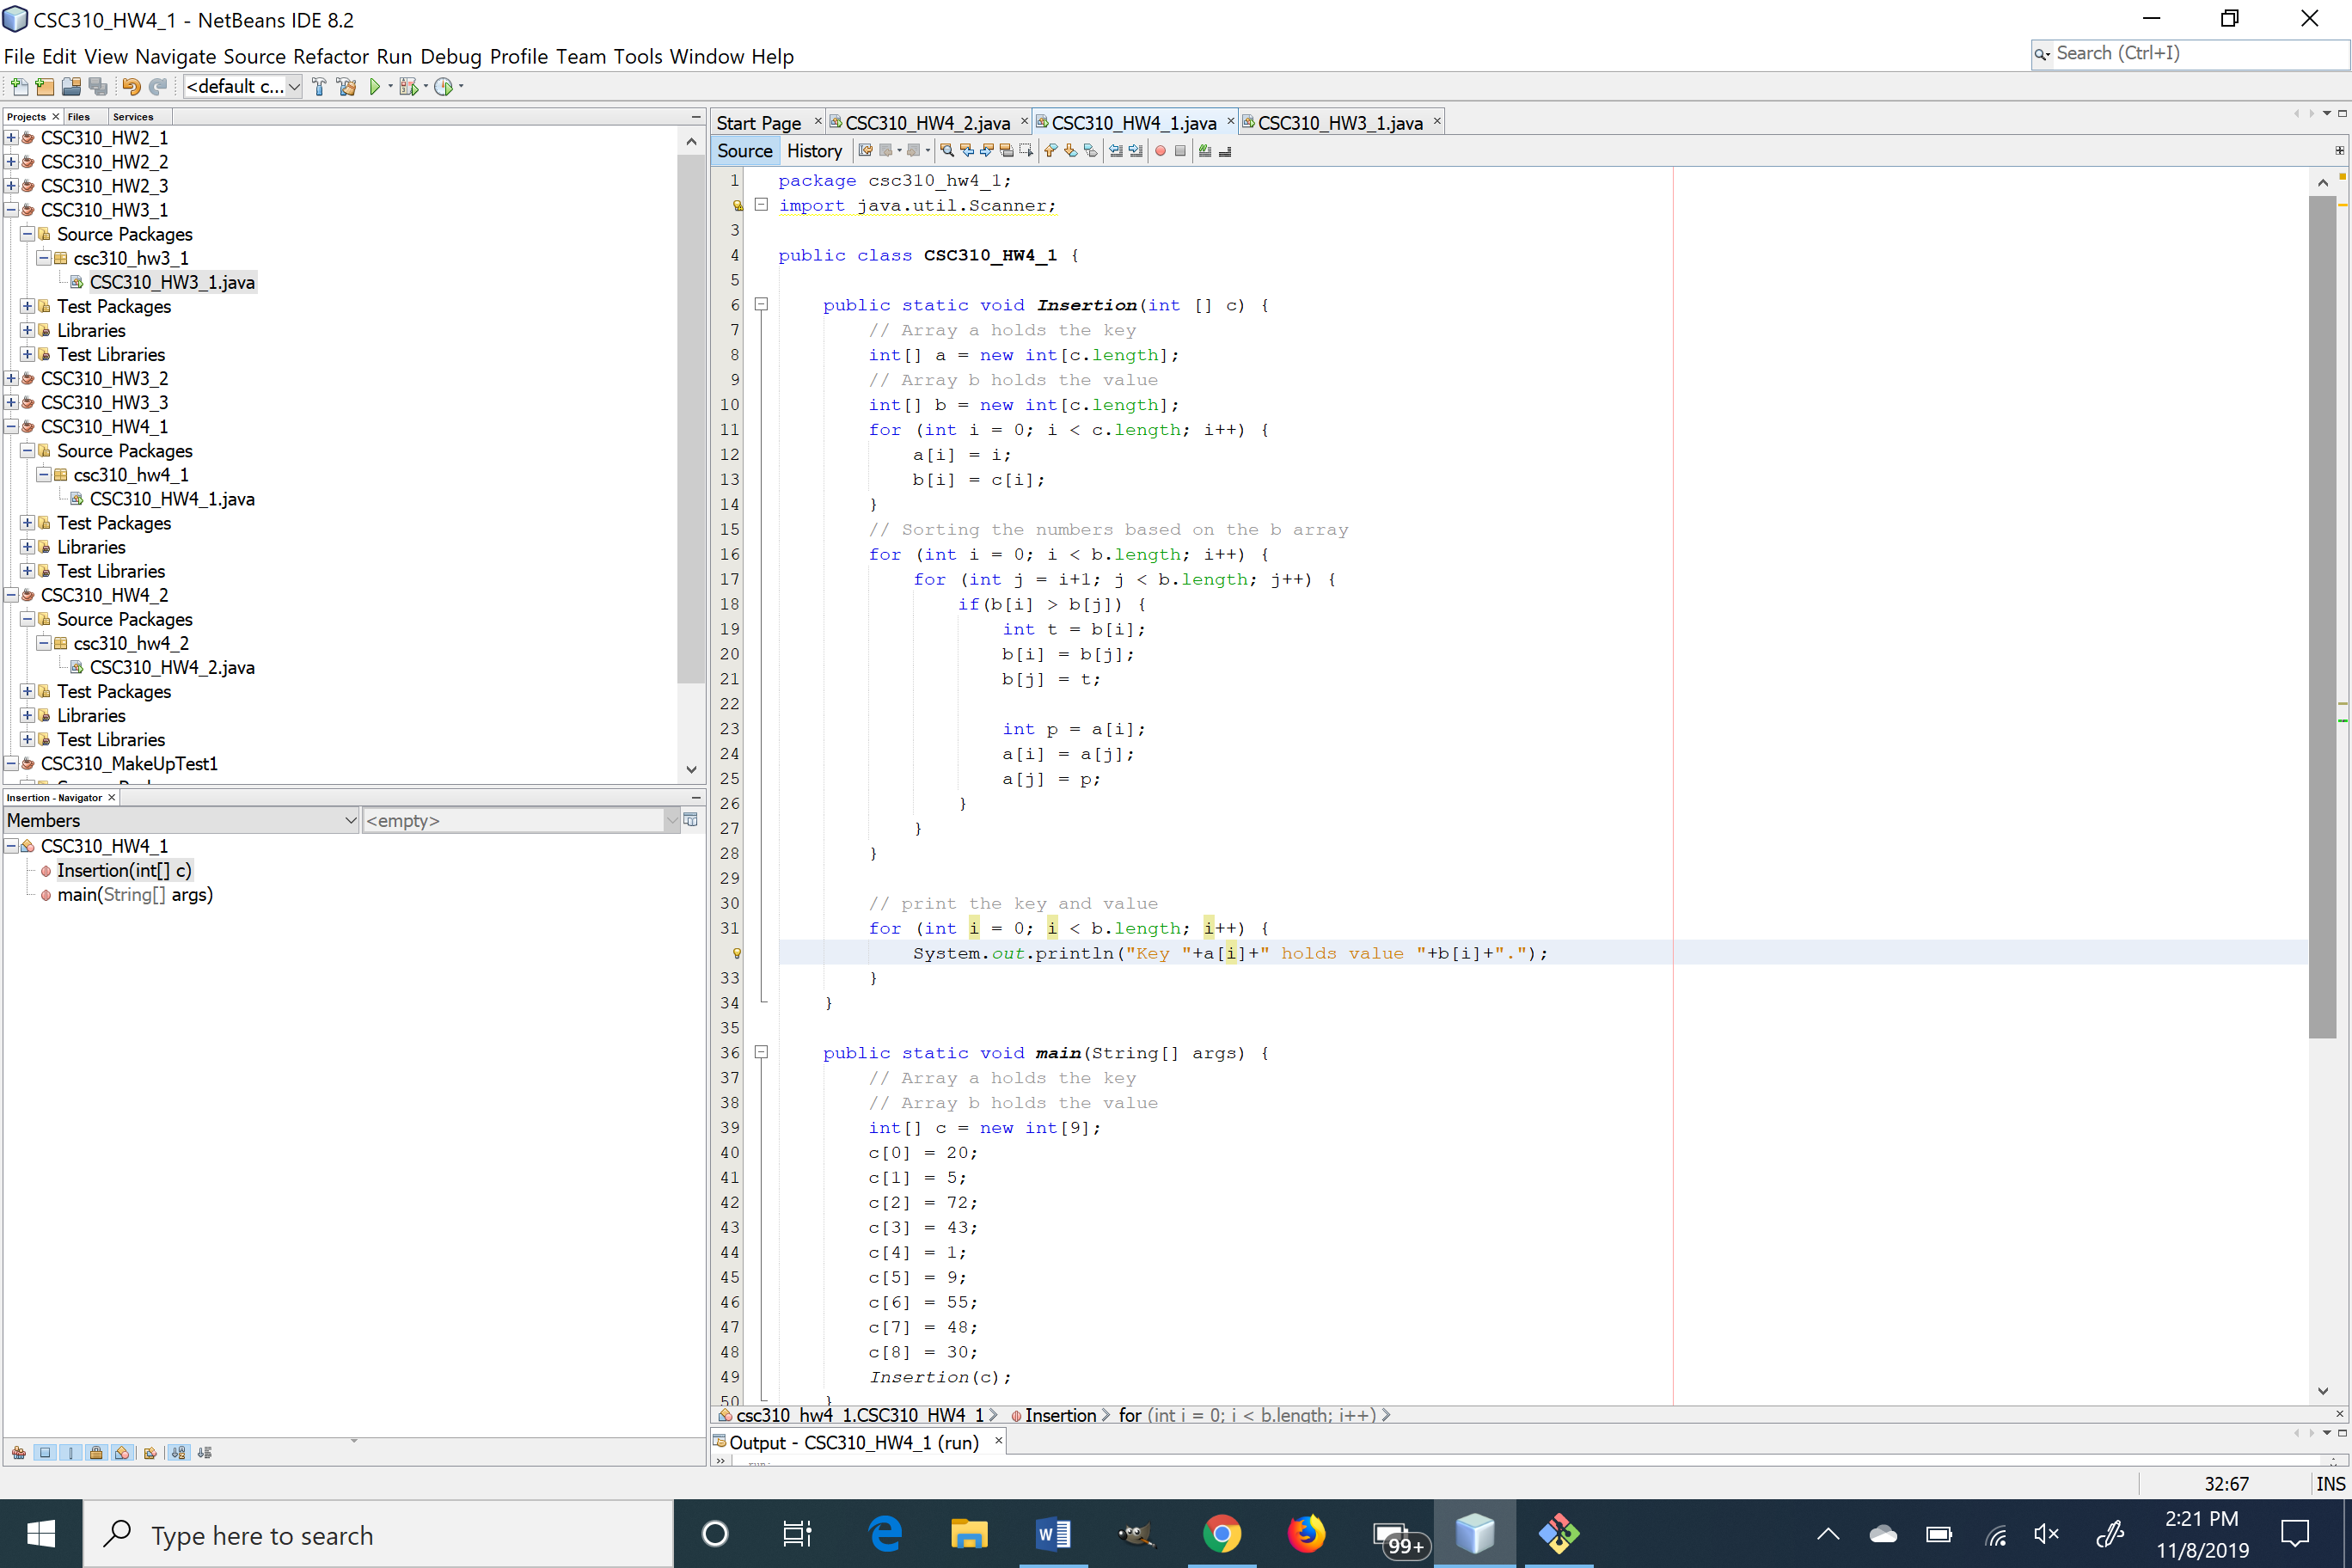 CSC310_HW4_1 - NetBeans IDE 8.2
File Edit View Navigate Source Refactor Run Debug Profile Team Tools Window Help
Search (Ctrl+I)
<default c...
Projects Files Services
CSC310_HW2_1
CSC310_HW2_2
CSC310_HW2_3
CSC310_HW3_1
Source Packages
csc310_hw3_1
CSC310_HW3_1.java
Test Packages
Libraries
Test Libraries
CSC310_HW3_2
CSC310_HW3_3
CSC310_HW4_1
Source Packages
csc310_hw4_1
CSC310_HW4_1.java
Test Packages
Libraries
Test Libraries
CSC310_HW4_2
Source Packages
csc310_hw4_2
CSC310_HW4_2.java
Test Packages
Libraries
Test Libraries
CSC310_MakeUpTest1
Insertion - Navigator
Members <empty>
CSC310_HW4_1
Insertion(int[] c)
main(String[] args)
Start Page CSC310_HW4_2.java CSC310_HW4_1.java CSC310_HW3_1.java
Source History
1 package csc310_hw4_1;
import java.util.Scanner;
3
4 public class CSC310_HW4_1 {
5
6 public static void Insertion(int [] c) {
7 // Array a holds the key
8 int[] a = new int[c.length];
9 // Array b holds the value
10 int[] b = new int[c.length];
11 for (int i = 0; i < c.length; i++) {
12 a[i] = i;
13 b[i] = c[i];
14 }
15 // Sorting the numbers based on the b array
16 for (int i = 0; i < b.length; i++) {
17 for (int j = i+1; j < b.length; j++) {
18 if(b[i] > b[j]) {
19 int t = b[i];
20 b[i] = b[j];
21 b[j] = t;
22
23 int p = a[i];
24 a[i] = a[j];
25 a[j] = p;
26 }
27 }
28 }
29
30 // print the key and value
31 for (int i = 0; i < b.length; i++) {
System.out.println("Key "+a[i]+" holds value "+b[i]+".");
33 }
34 }
35
36 public static void main(String[] args) {
37 // Array a holds the key
38 // Array b holds the value
39 int[] c = new int[9];
40 c[0] = 20;
41 c[1] = 5;
42 c[2] = 72;
43 c[3] = 43;
44 c[4] = 1;
45 c[5] = 9;
46 c[6] = 55;
47 c[7] = 48;
48 c[8] = 30;
49 Insertion(c);
50 }
csc310_hw4_1.CSC310_HW4_1 Insertion for (int i = 0; i < b.length; i++)
Output - CSC310_HW4_1 (run)
32:67 INS
Type here to search
99+
2:21 PM
11/8/2019